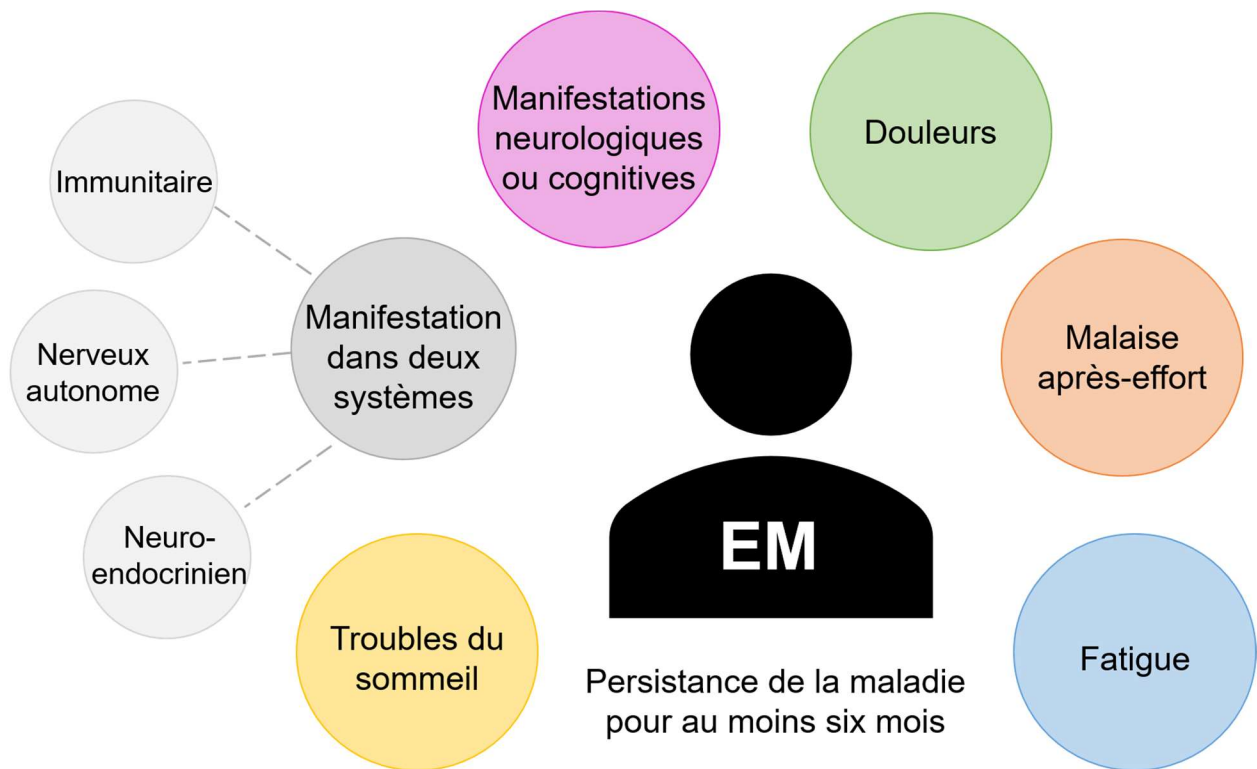 Manifestations
neurologiques
ou cognitives
Douleurs
Immunitaire
Manifestation
dans deux
systèmes
Nerveux
autonome
Neuro-
endocrinien
Malaise
après-effort
EM
Troubles du
sommeil
Persistance de la maladie
pour au moins six mois
Fatigue